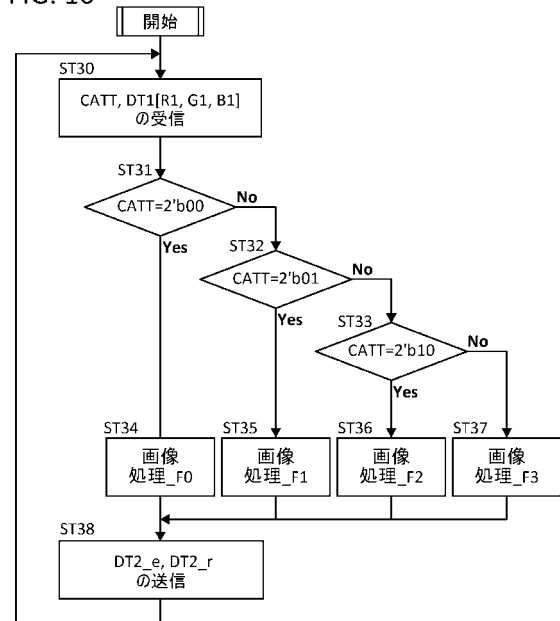 FIG. 10
開始
ST30
CATT, DT1[R1, G1, B1]
の受信
ST31
CATT=2'b00
No
Yes
ST32
CATT=2'b01
No
Yes
ST33
CATT=2'b10
No
Yes
ST34
画像
処理_F0
ST35
画像
処理_F1
ST36
画像
処理_F2
ST37
画像
処理_F3
ST38
DT2_e, DT2_r
の送信